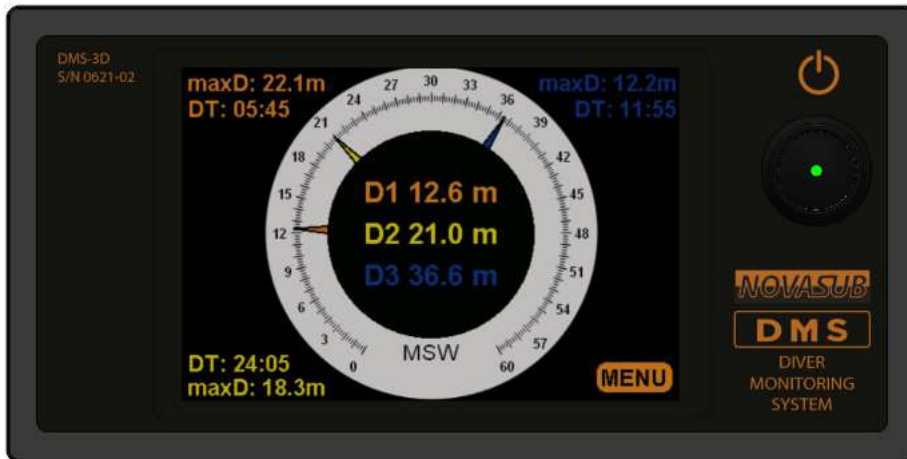 DMS-3D
S/N 0621-02
maxD: 22.1m
DT: 05:45
maxD: 12.2m
DT: 11:55
0
3
6
9
12
15
18
21
24
27
30
33
36
39
42
45
48
51
54
57
60
D1 12.6 m
D2 21.0 m
D3 36.6 m
MSW
DT: 24:05
maxD: 18.3m
MENU
NOVASUB
DMS
DIVER
MONITORING
SYSTEM